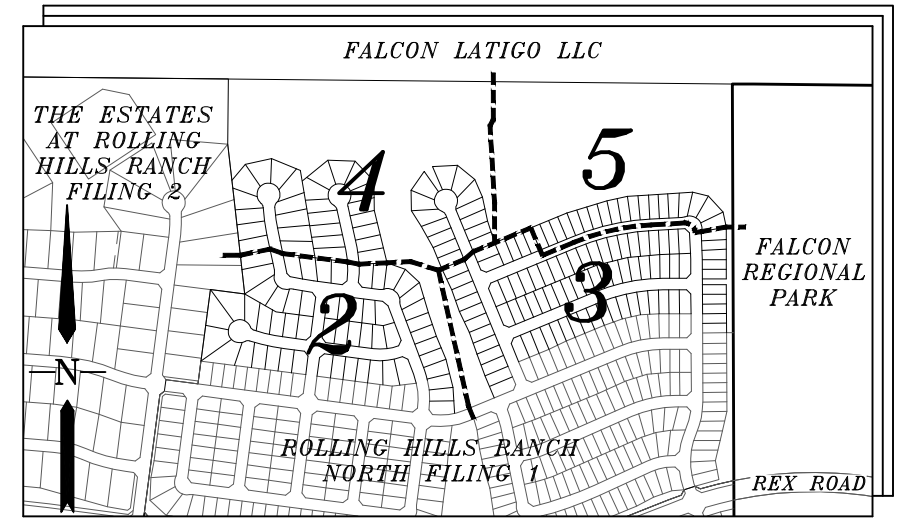 FALCON LATIGO LLC
THE ESTATES
AT ROLLING
HILLS RANCH
FILING 2
4
5
FALCON
REGIONAL
PARK
2
3
N
ROLLING HILLS RANCH
NORTH FILING 1
REX ROAD